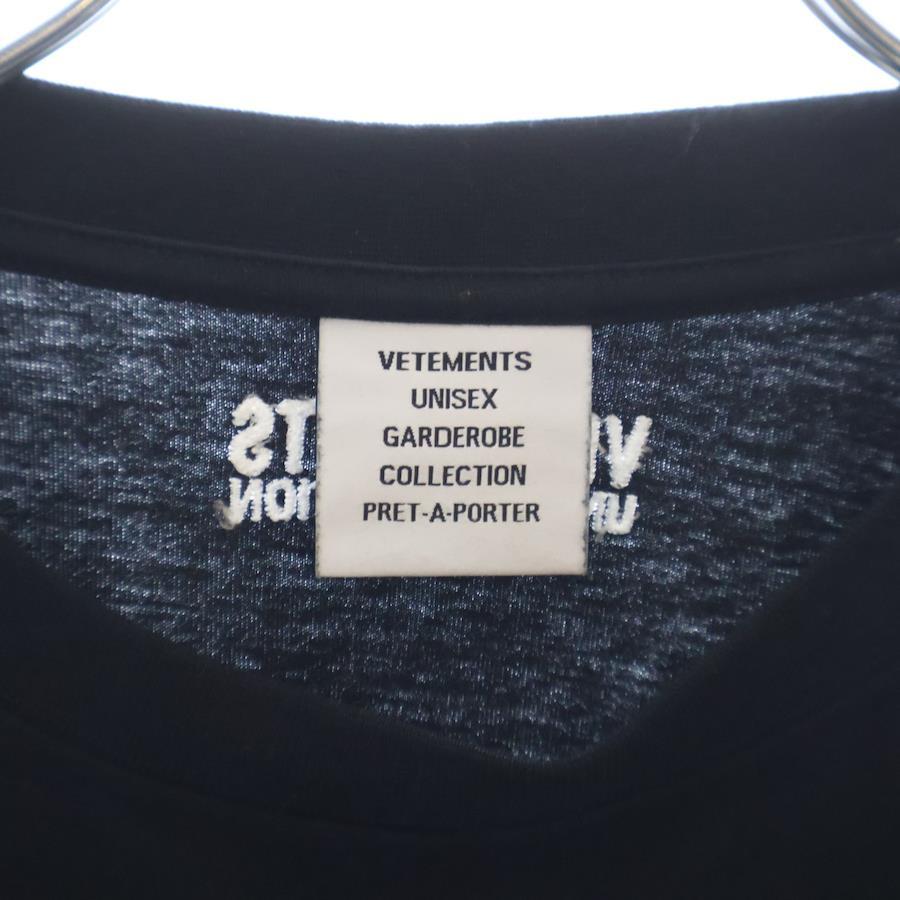 VETEMENTS
UNISEX
GARDEROBE
COLLECTION
PRET-A-PORTER